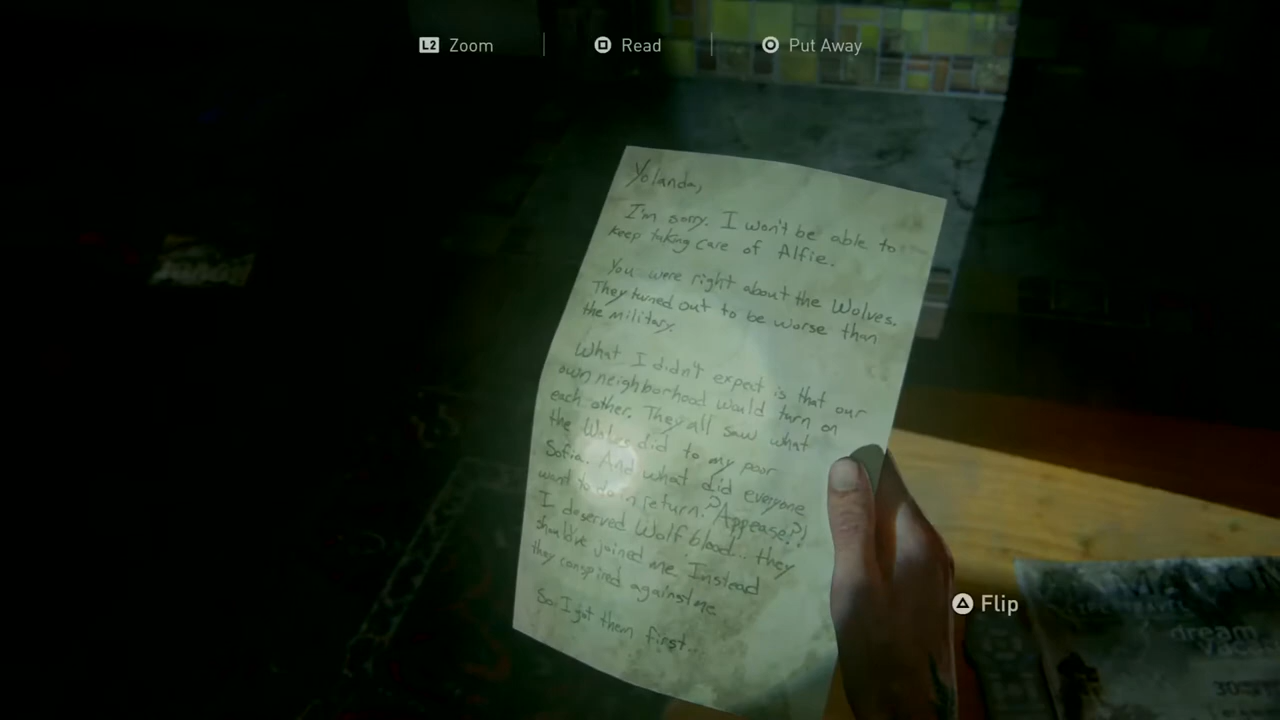 L2 Zoom
Read
Put Away
Yolanda,
I'm sorry. I won't be able to
keep taking care of Alfie.
You were right about the Wolves.
They turned out to be worse than
the military.
What I didn't expect is that our
own neighborhood would turn on
each other. They all saw what
the Wolves did to my poor
Sofia. And what did everyone
want to do in return? Appease?!
I deserved Wolf blood... they
should've joined me. Instead
they conspired against me
So I got them first...
Flip
dream